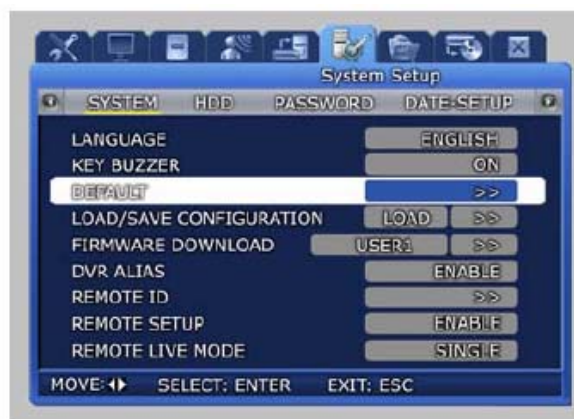 System Setup
SYSTEM HDD PASSWORD DATE-SETUP
LANGUAGE ENGLISH
KEY BUZZER ON
DEFAULT >>
LOAD/SAVE CONFIGURATION LOAD >>
FIRMWARE DOWNLOAD USER1 >>
DVR ALIAS ENABLE
REMOTE ID >>
REMOTE SETUP ENABLE
REMOTE LIVE MODE SINGLE
MOVE: SELECT: ENTER EXIT: ESC